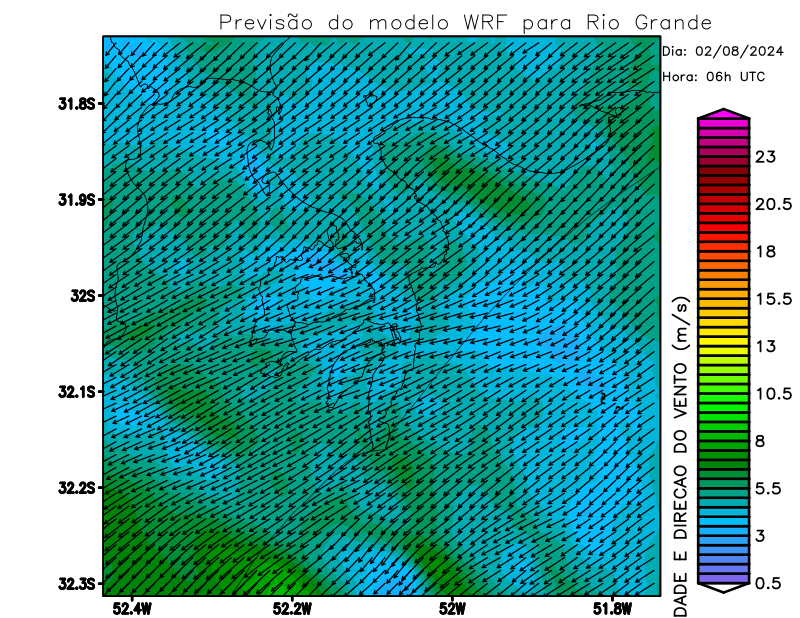 Previsão do modelo WRF para Rio Grande
Dia: 02/08/2024
Hora: 06h UTC
31.8S
31.9S
32S
32.1S
32.2S
32.3S
52.4W
52.2W
52W
51.8W
23
20.5
18
15.5
13
10.5
8
5.5
3
0.5
DADE E DIRECAO DO VENTO (m/s)